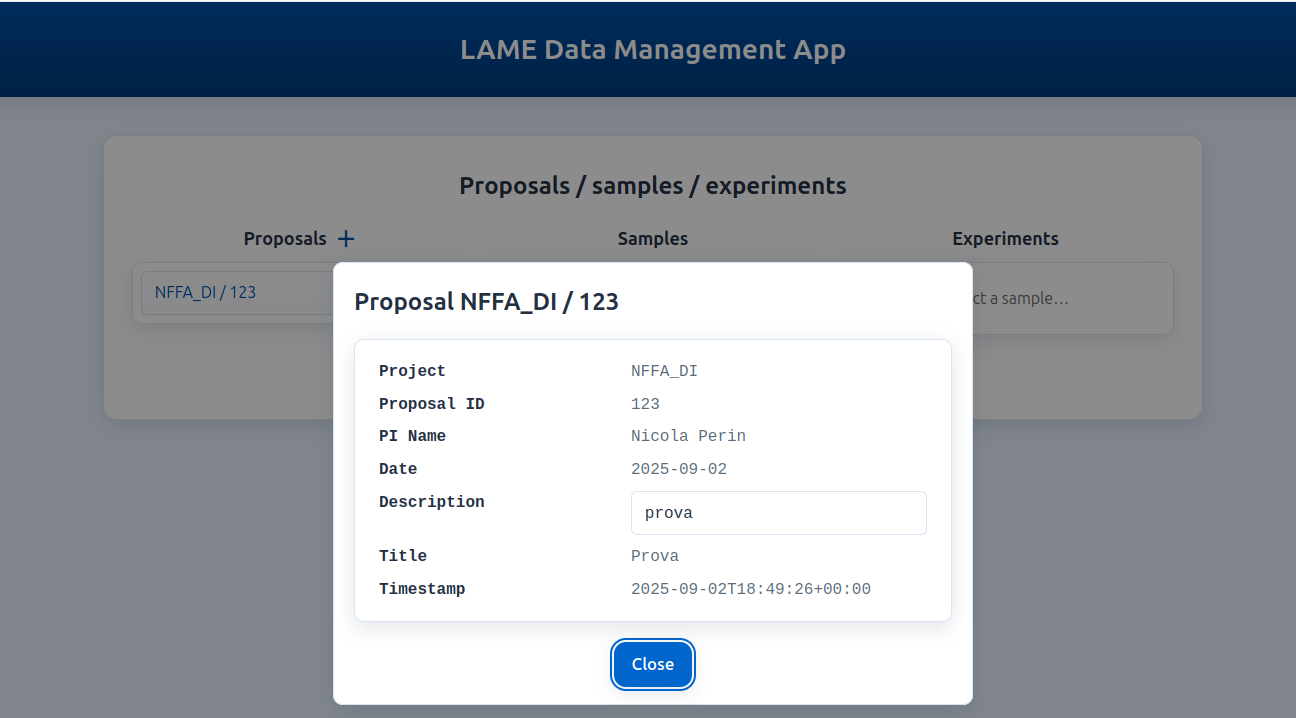 LAME Data Management App
Proposals / samples / experiments
Proposals +
Samples
Experiments
NFFA_DI / 123
ct a sample...
Proposal NFFA_DI / 123
Project NFFA_DI
Proposal ID 123
PI Name Nicola Perin
Date 2025-09-02
Description prova
Title Prova
Timestamp 2025-09-02T18:49:26+00:00
Close